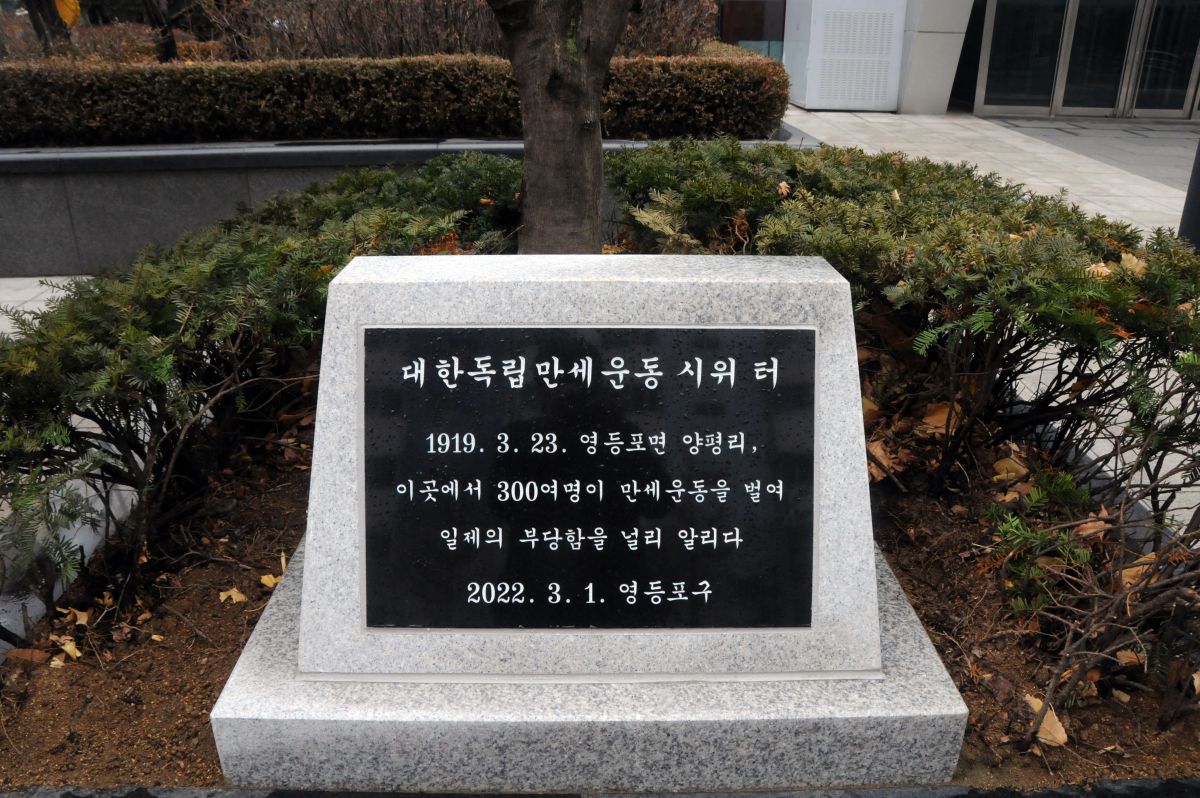 대한독립만세운동 시위 터
1919. 3. 23. 영등포면 양평리,
이곳에서 300여명이 만세운동을 벌여
일제의 부당함을 널리 알리다
2022. 3. 1. 영등포구